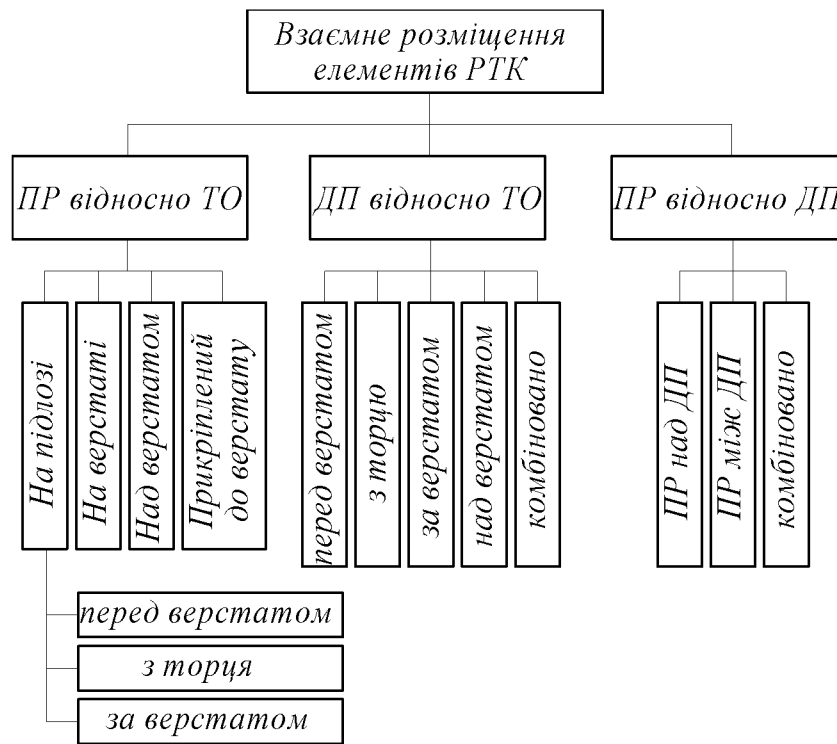 Взаємне розміщення
елементів РТК
ПР відносно ТО
ДП відносно ТО
ПР відносно ДП
На підлозі
На верстаті
Над верстатом
Прикріплений
до верстату
перед верстатом
з торцю
за верстатом
над верстатом
комбіновано
ПР над ДП
ПР між ДП
комбіновано
перед верстатом
з торця
за верстатом